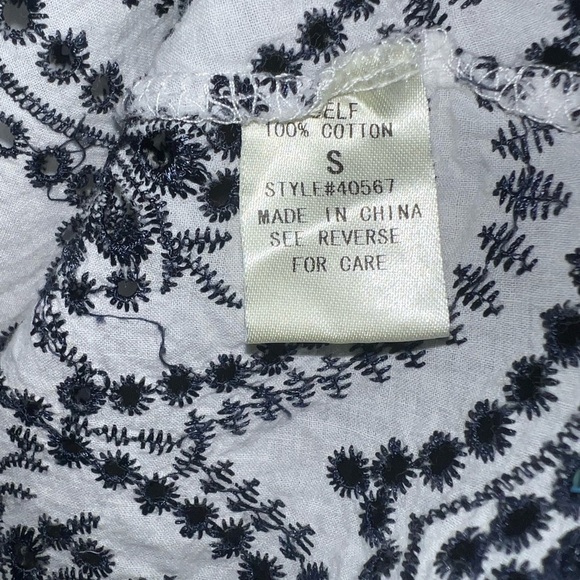 SELF
100% COTTON
S
STYLE#40567
MADE IN CHINA
SEE REVERSE
FOR CARE